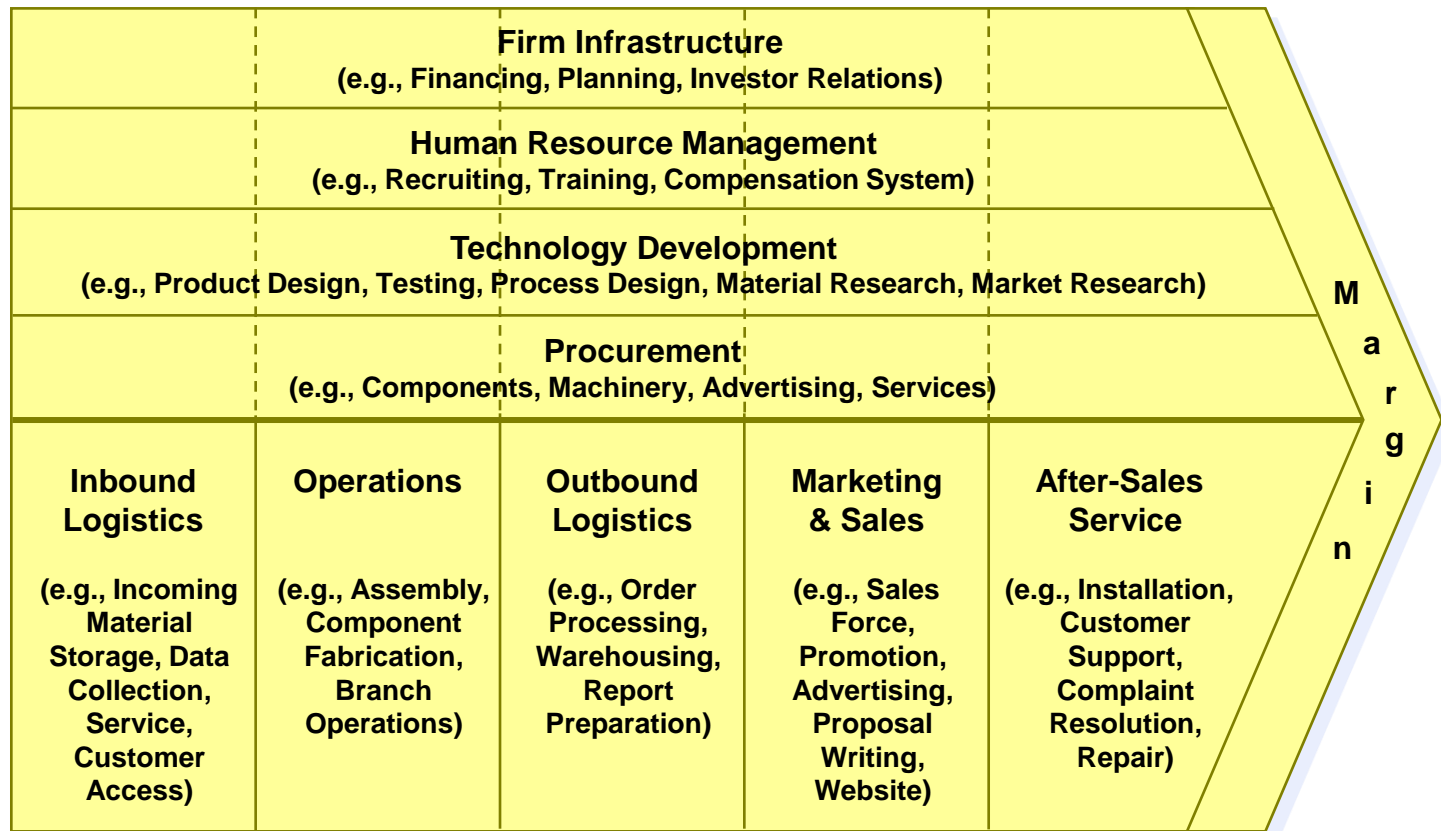 Firm Infrastructure
(e.g., Financing, Planning, Investor Relations)
Human Resource Management
(e.g., Recruiting, Training, Compensation System)
Technology Development
(e.g., Product Design, Testing, Process Design, Material Research, Market Research)
Procurement
(e.g., Components, Machinery, Advertising, Services)
Inbound
Logistics
(e.g., Incoming
Material
Storage, Data
Collection,
Service,
Customer
Access)
Operations
(e.g., Assembly,
Component
Fabrication,
Branch
Operations)
Outbound
Logistics
(e.g., Order
Processing,
Warehousing,
Report
Preparation)
Marketing
& Sales
(e.g., Sales
Force,
Promotion,
Advertising,
Proposal
Writing,
Website)
After-Sales
Service
(e.g., Installation,
Customer
Support,
Complaint
Resolution,
Repair)
Margin